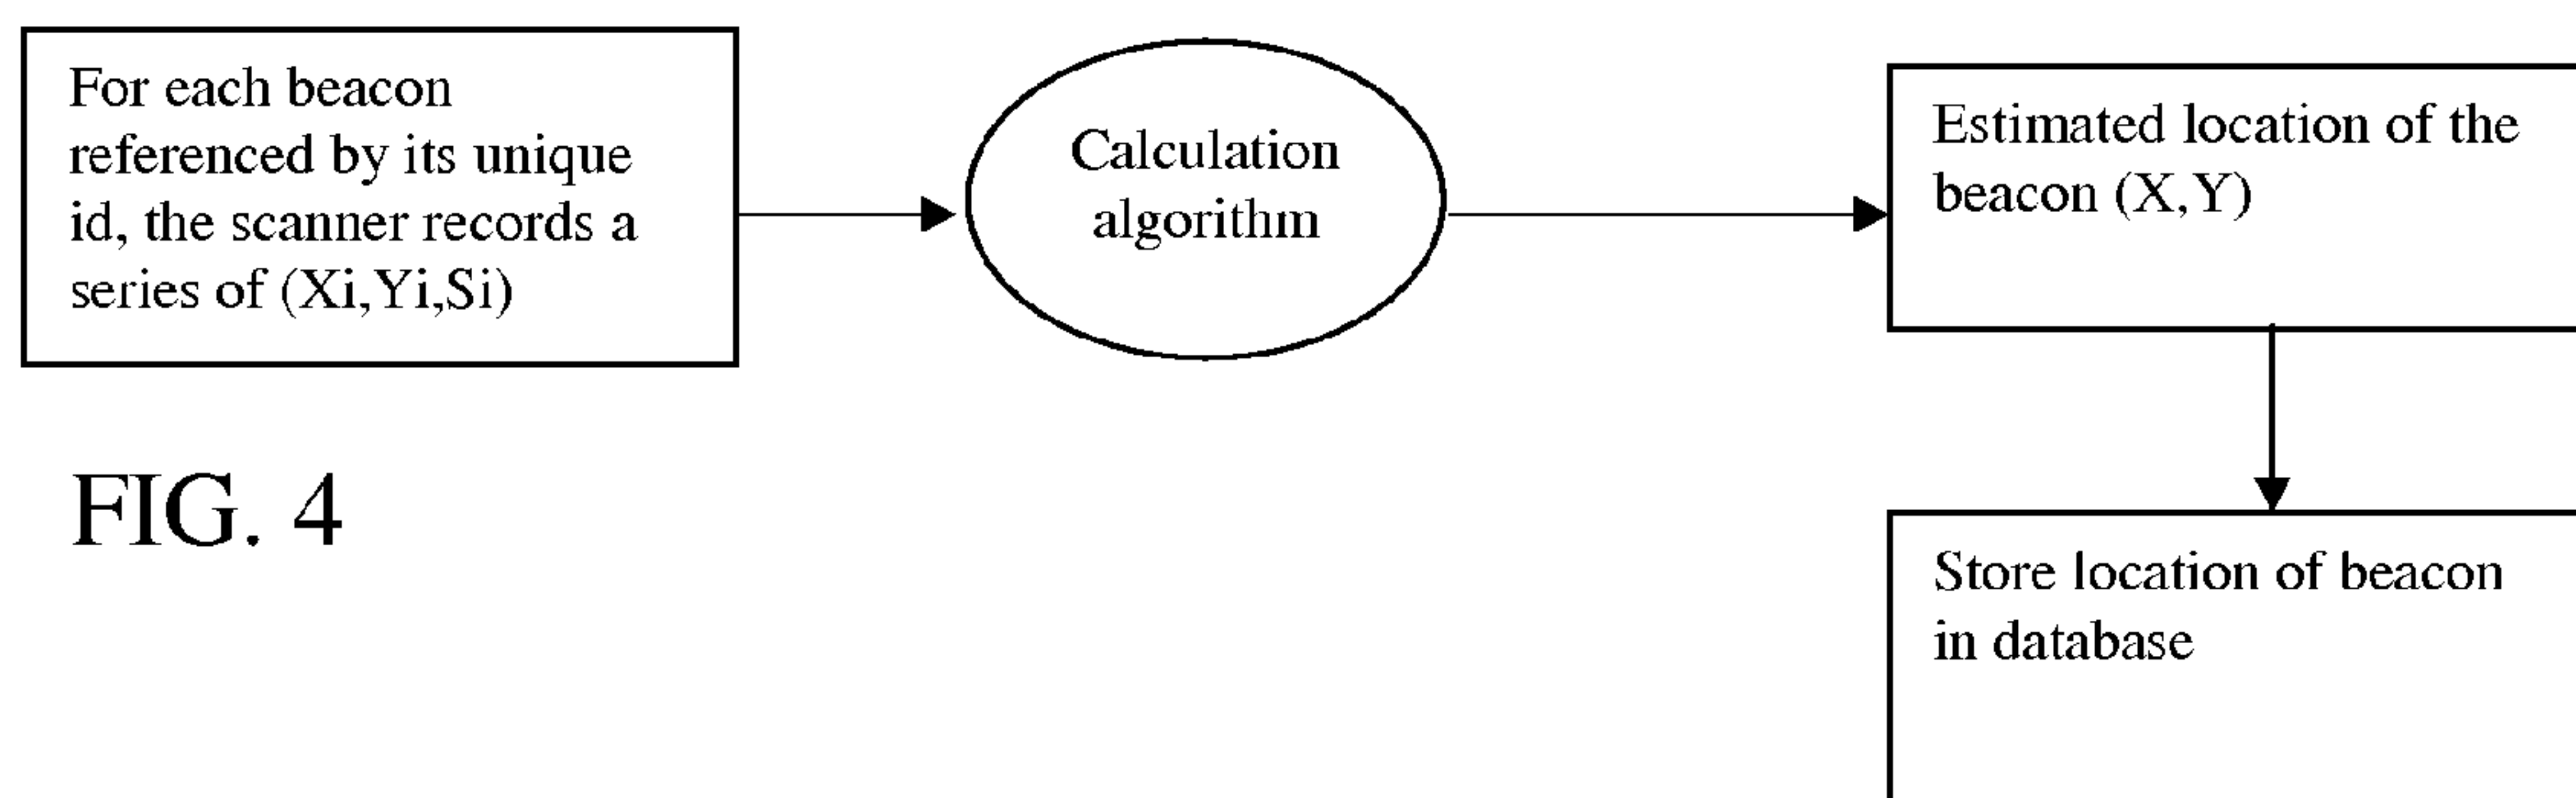 For each beacon
referenced by its unique
id, the scanner records a
series of (Xi,Yi,Si)
Calculation
algorithm
Estimated location of the
beacon (X,Y)
Store location of beacon
in database
FIG. 4